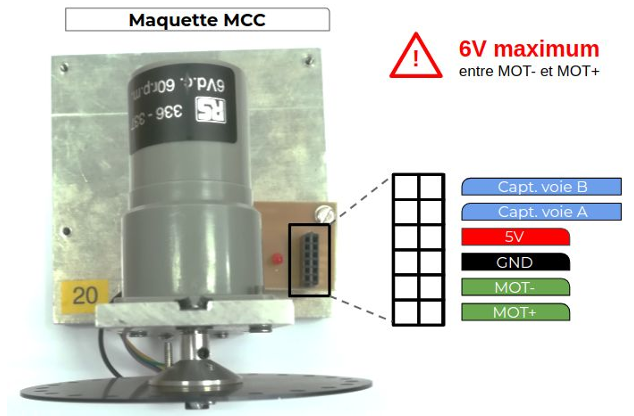 Maquette MCC
!
6V maximum
entre MOT- et MOT+
6Vd.c. 60r.p.m.
RS
336 - 337
Capt. voie B
Capt. voie A
5V
GND
MOT-
MOT+
20